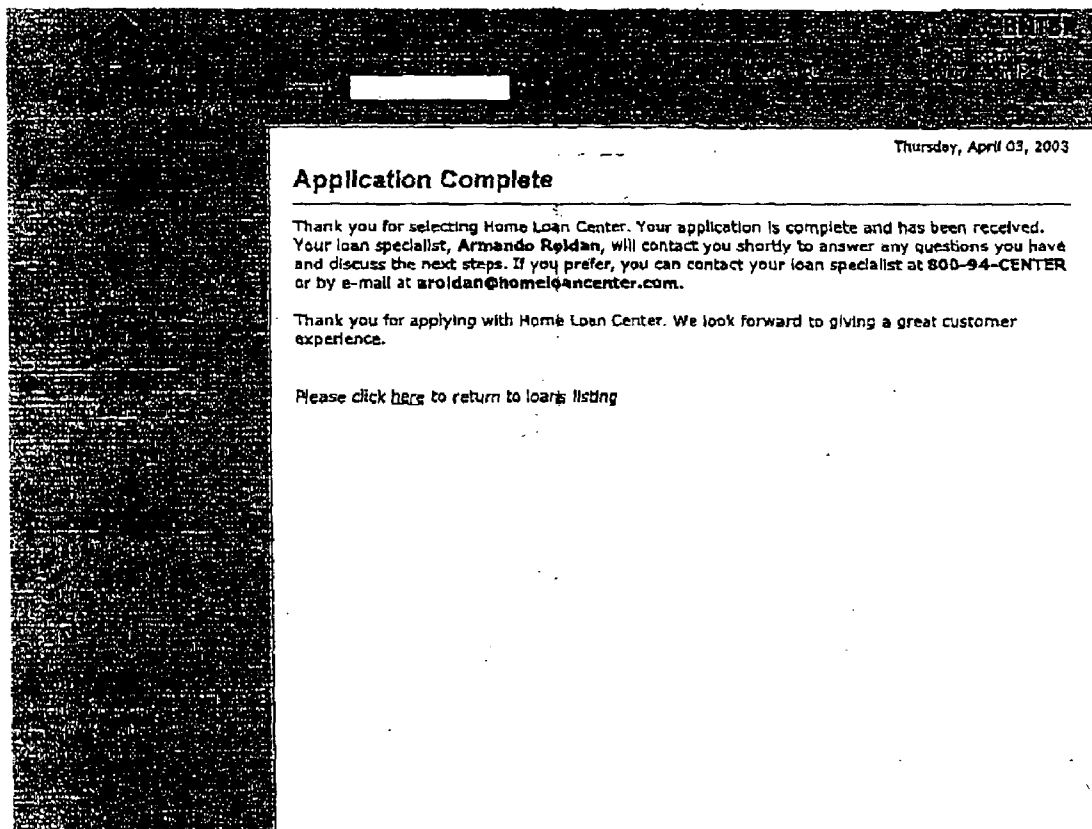 Thursday, April 03, 2003
Application Complete
Thank you for selecting Home Loan Center. Your application is complete and has been received.
Your loan specialist, Armando Roldan, will contact you shortly to answer any questions you have
and discuss the next steps. If you prefer, you can contact your loan specialist at 800-94-CENTER
or by e-mail at aroldan@homeloancenter.com.
Thank you for applying with Home Loan Center. We look forward to giving a great customer
experience.
Please click here to return to loans listing